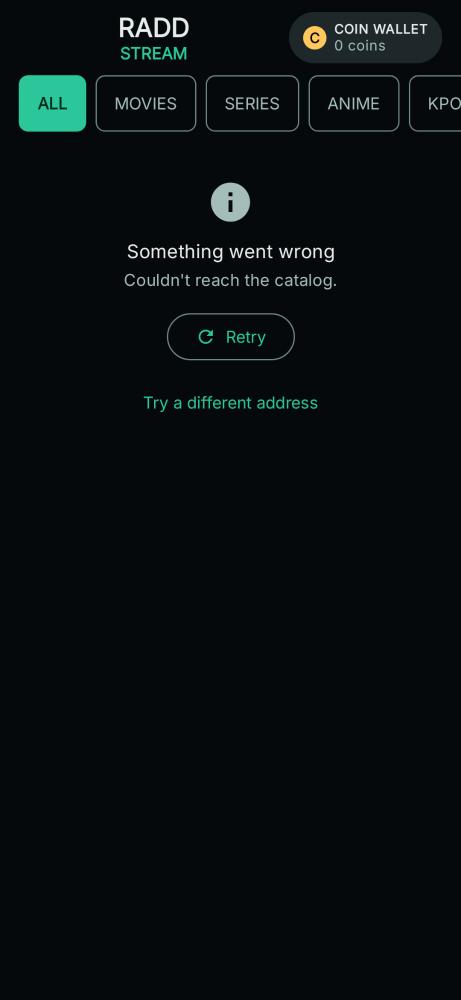 RADD
STREAM
C
COIN WALLET
0 coins
ALL
MOVIES
SERIES
ANIME
KPO
Something went wrong
Couldn't reach the catalog.
Retry
Try a different address